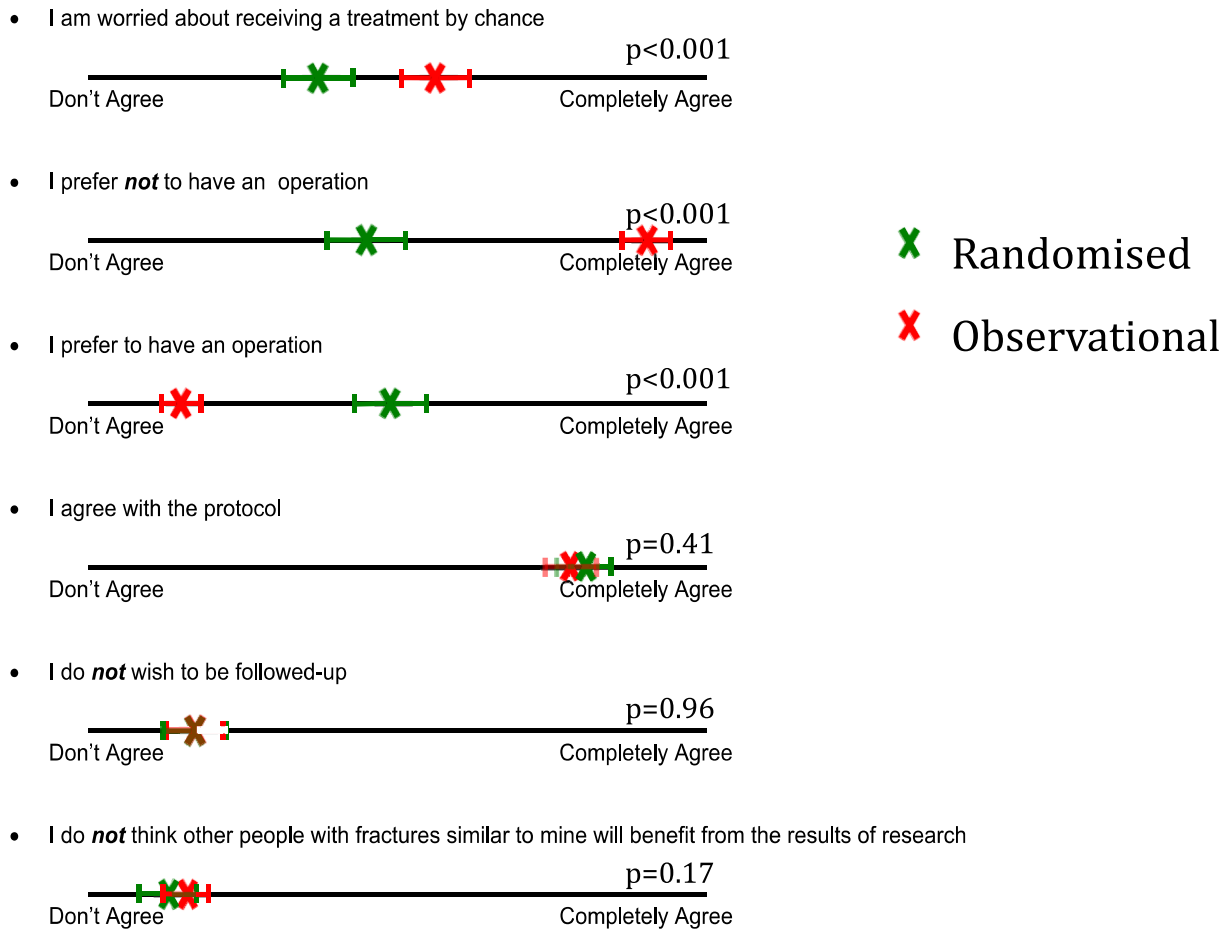 • I am worried about receiving a treatment by chance
p<0.001
Don't Agree Completely Agree
• I prefer not to have an operation
p<0.001
Don't Agree Completely Agree
Randomised
Observational
• I prefer to have an operation
p<0.001
Don't Agree Completely Agree
• I agree with the protocol
p=0.41
Don't Agree Completely Agree
• I do not wish to be followed-up
p=0.96
Don't Agree Completely Agree
• I do not think other people with fractures similar to mine will benefit from the results of research
p=0.17
Don't Agree Completely Agree